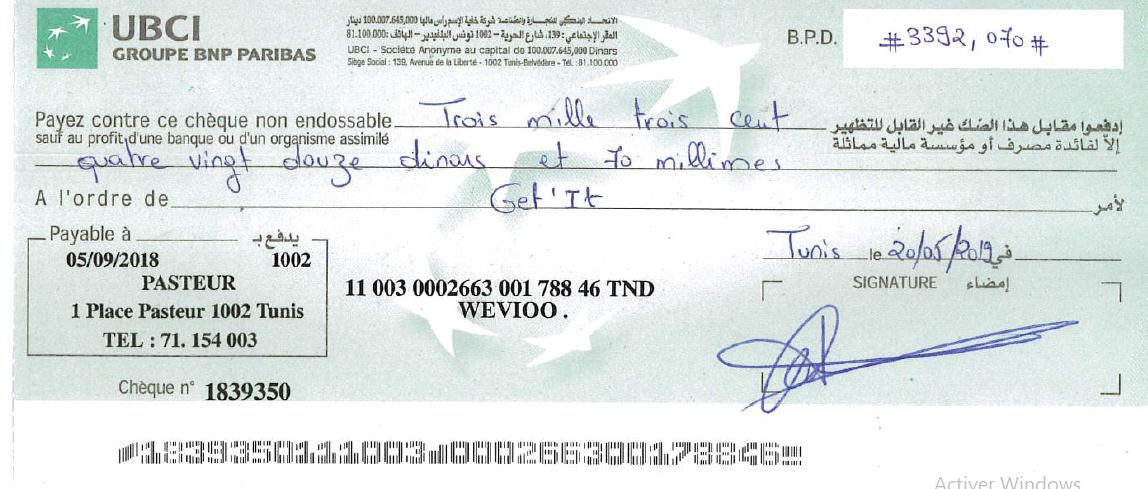 UBCI
GROUPE BNP PARIBAS
الاتحاد البنكي للتجارة والصناعة شركة خفية الإسم رأس مالها 100.007.645,000 دينار
المقر الإجتماعي : 139، شارع الحرية – 1002 تونس البلفيدير – الهاتف : 81.100.000
UBCI - Société Anonyme au capital de 100.007.645,000 Dinars
Siège Social : 139, Avenue de la Liberté - 1002 Tunis-Belvédère - Tél. : 81.100.000
B.P.D. #3392,070#
Payez contre ce chèque non endossable Trois mille trois cent إدفعوا مقابل هذا الصك غير القابل للتظهير
sauf au profit d'une banque ou d'un organisme assimilé إلا لفائدة مصرف أو مؤسسة مالية مماثلة
quatre vingt douze dinars et 70 millimes
A l'ordre de Get'It لأمر
Payable à يدفع بـ
Tunis le 20/05/2019 في
05/09/2018 1002
PASTEUR
1 Place Pasteur 1002 Tunis
TEL : 71. 154 003
11 003 0002663 001 788 46 TND
WEVIOO .
SIGNATURE إمضاء
Chèque n° 1839350
1839350111003 000266300178846
Activer Windows